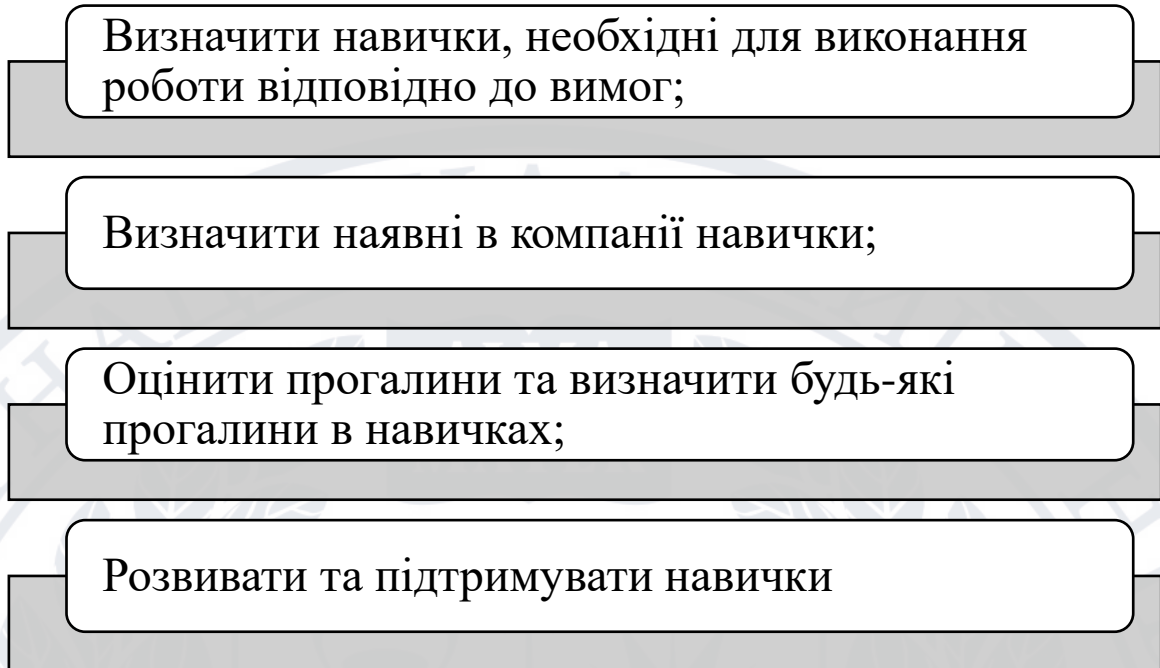 Визначити навички, необхідні для виконання
роботи відповідно до вимог;
Визначити наявні в компанії навички;
Оцінити прогалини та визначити будь-які
прогалини в навичках;
Розвивати та підтримувати навички